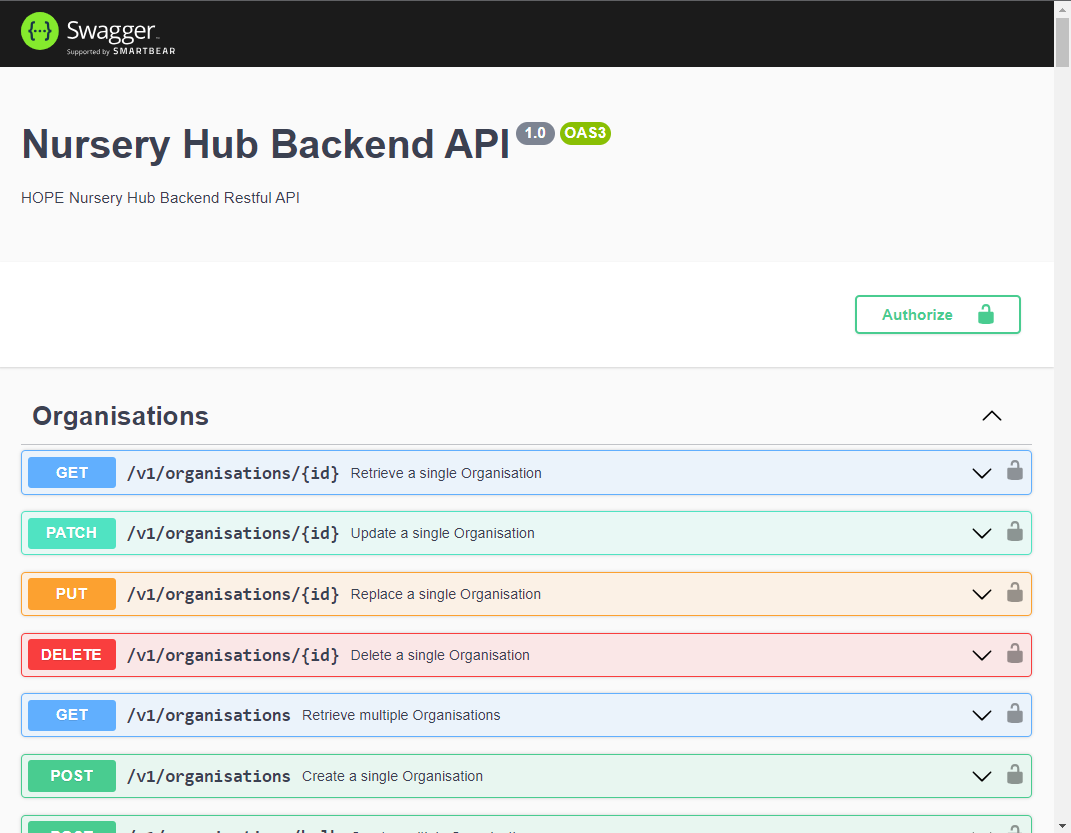 Swagger
Supported by SMARTBEAR
Nursery Hub Backend API 1.0 OAS3
HOPE Nursery Hub Backend Restful API
Authorize
Organisations
GET /v1/organisations/{id} Retrieve a single Organisation
PATCH /v1/organisations/{id} Update a single Organisation
PUT /v1/organisations/{id} Replace a single Organisation
DELETE /v1/organisations/{id} Delete a single Organisation
GET /v1/organisations Retrieve multiple Organisations
POST /v1/organisations Create a single Organisation
POST